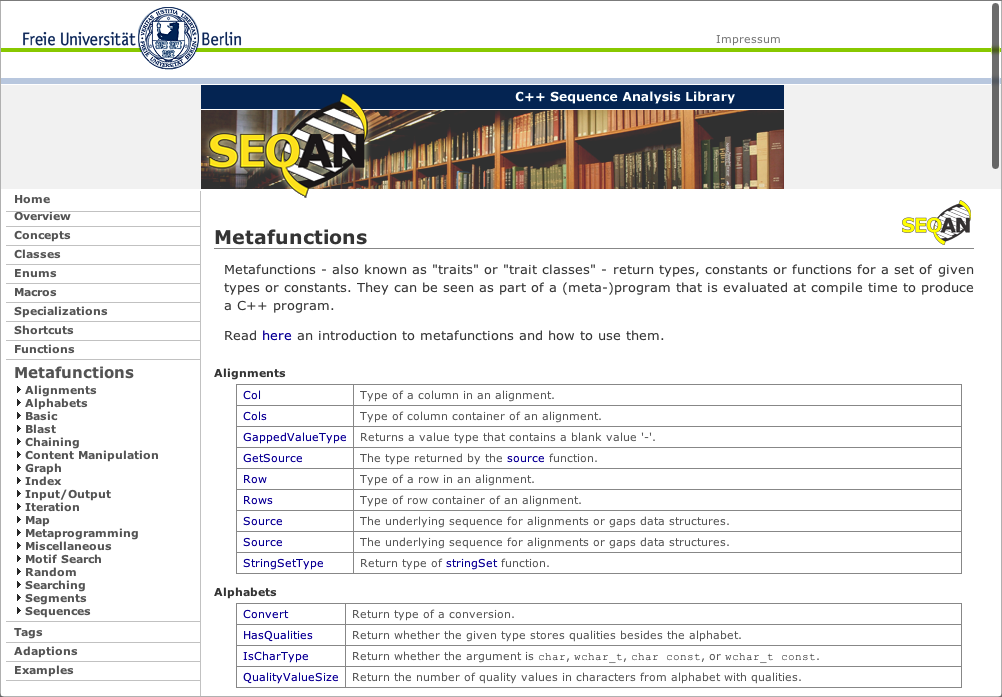 Freie Universität Berlin
Impressum
C++ Sequence Analysis Library
SEQAN
Home
Overview
Concepts
Classes
Enums
Macros
Specializations
Shortcuts
Functions
Metafunctions
Alignments
Alphabets
Basic
Blast
Chaining
Content Manipulation
Graph
Index
Input/Output
Iteration
Map
Metaprogramming
Miscellaneous
Motif Search
Random
Searching
Segments
Sequences
Tags
Adaptions
Examples
SEQAN
Metafunctions
Metafunctions - also known as "traits" or "trait classes" - return types, constants or functions for a set of given
types or constants. They can be seen as part of a (meta-)program that is evaluated at compile time to produce
a C++ program.
Read here an introduction to metafunctions and how to use them.
Alignments
Col Type of a column in an alignment.
Cols Type of column container of an alignment.
GappedValueType Returns a value type that contains a blank value '-'.
GetSource The type returned by the source function.
Row Type of a row in an alignment.
Rows Type of row container of an alignment.
Source The underlying sequence for alignments or gaps data structures.
Source The underlying sequence for alignments or gaps data structures.
StringSetType Return type of stringSet function.
Alphabets
Convert Return type of a conversion.
HasQualities Return whether the given type stores qualities besides the alphabet.
IsCharType Return whether the argument is char, wchar_t, char const, or wchar_t const.
QualityValueSize Return the number of quality values in characters from alphabet with qualities.